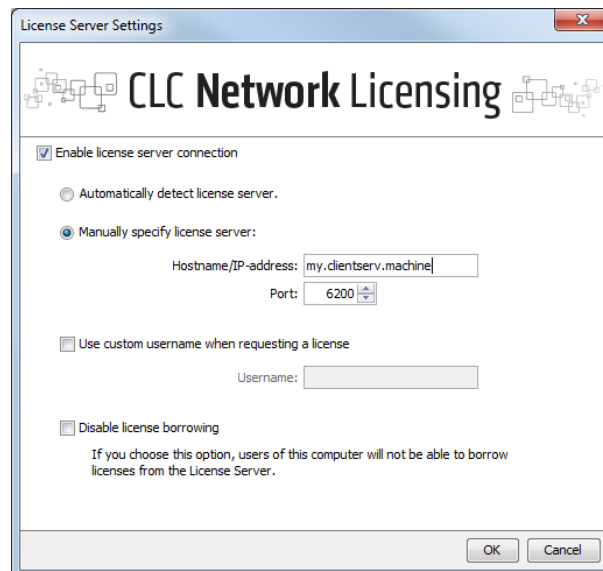 License Server Settings
CLC Network Licensing
Enable license server connection
Automatically detect license server.
Manually specify license server:
Hostname/IP-address: my.clientserv.machine
Port: 6200
Use custom username when requesting a license
Username:
Disable license borrowing
If you choose this option, users of this computer will not be able to borrow
licenses from the License Server.
OK Cancel